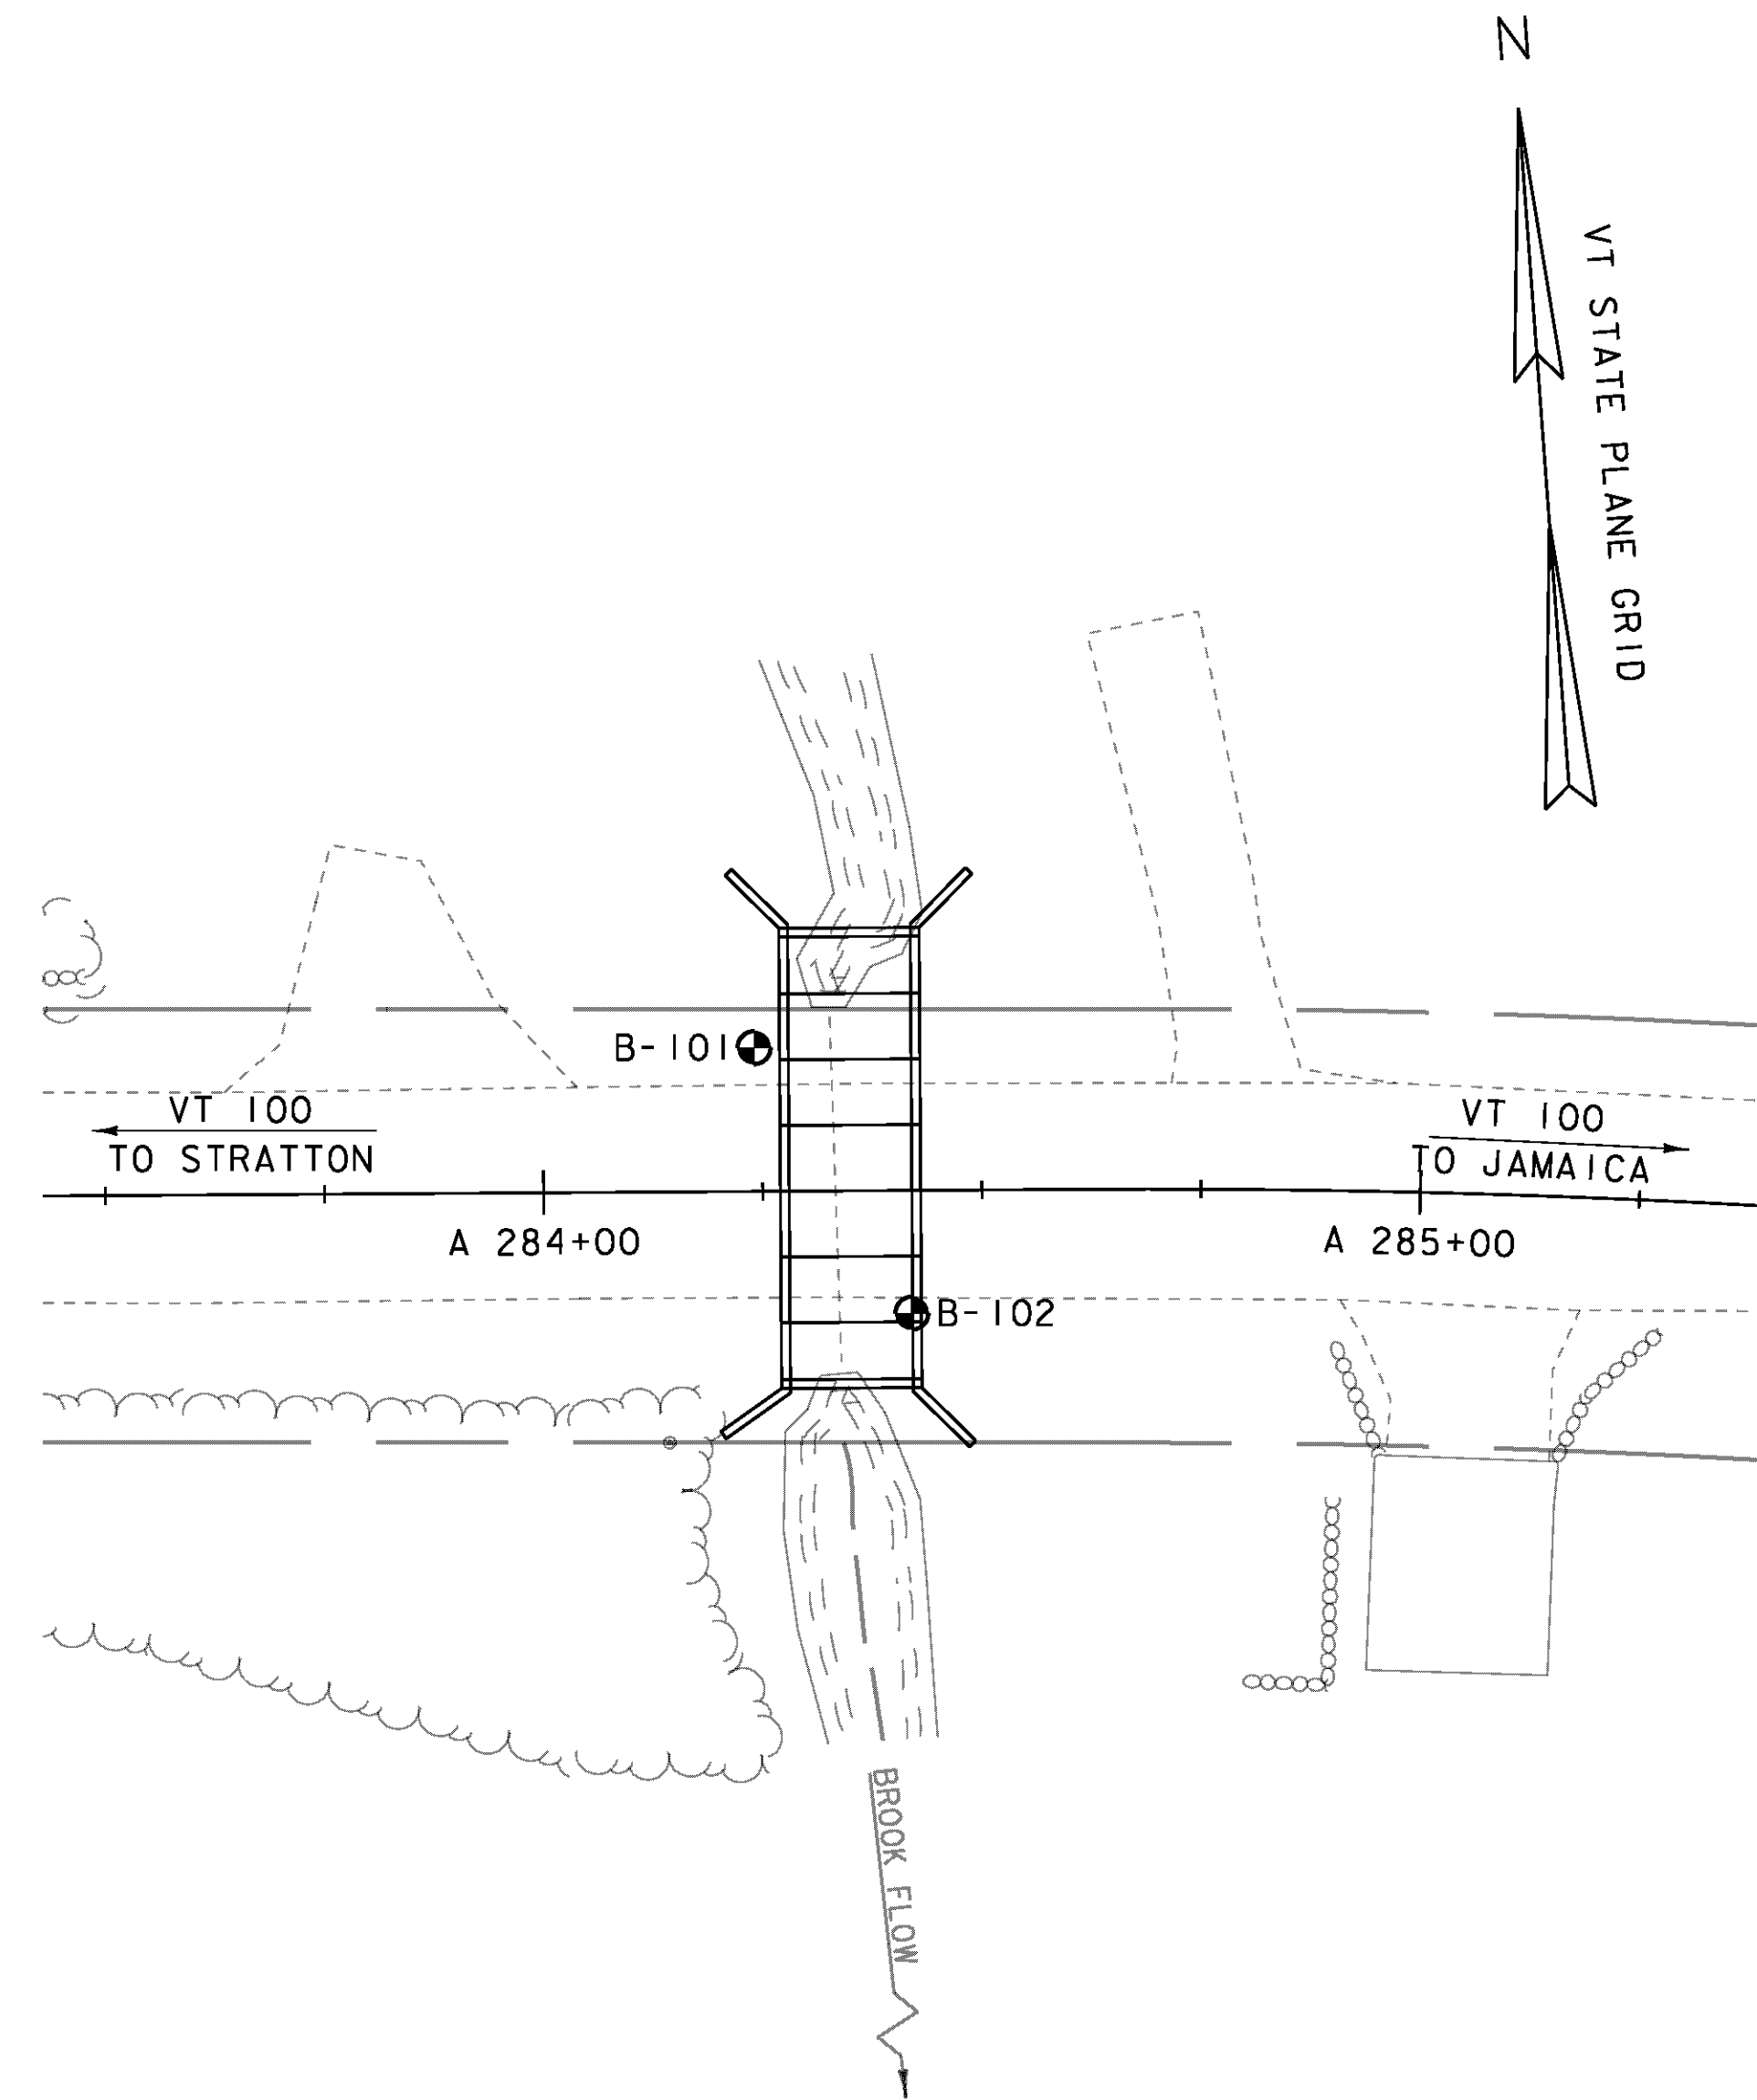 N
VT STATE PLANE GRID
B-101
VT 100
TO STRATTON
VT 100
TO JAMAICA
A 284+00
A 285+00
B-102
BROOK FLOW